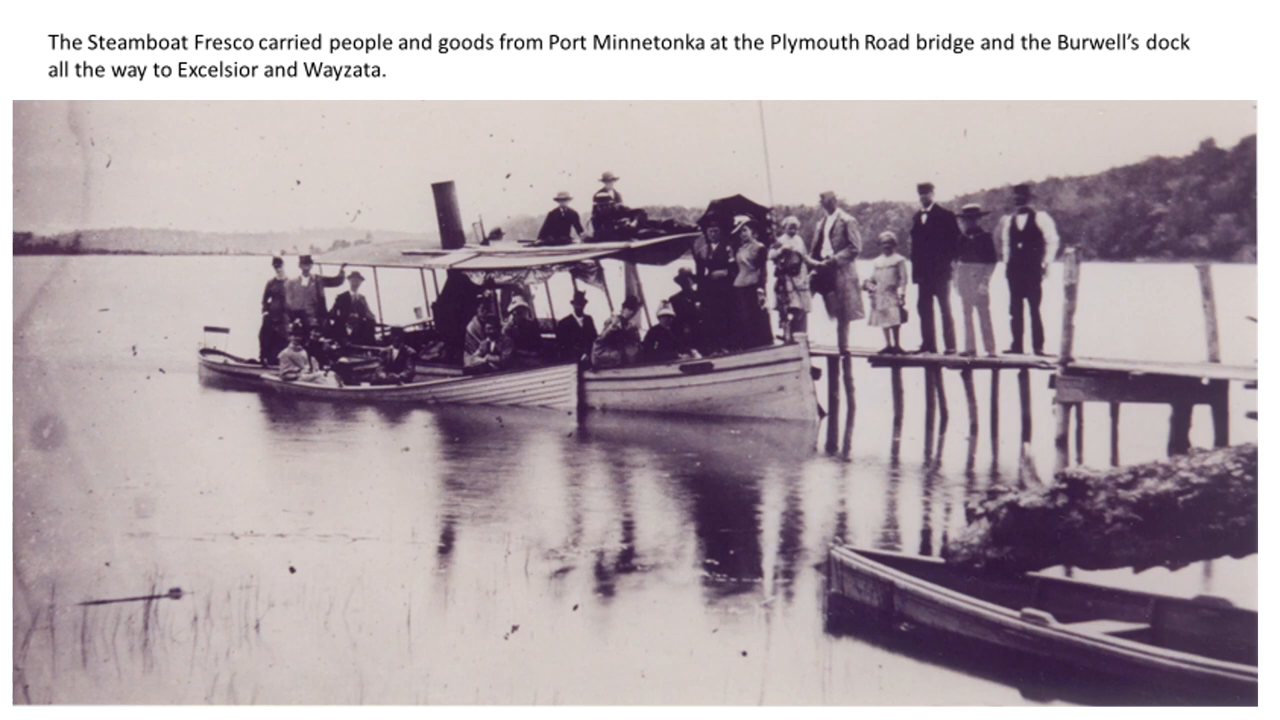 The Steamboat Fresco carried people and goods from Port Minnetonka at the Plymouth Road bridge and the Burwell’s dock
all the way to Excelsior and Wayzata.